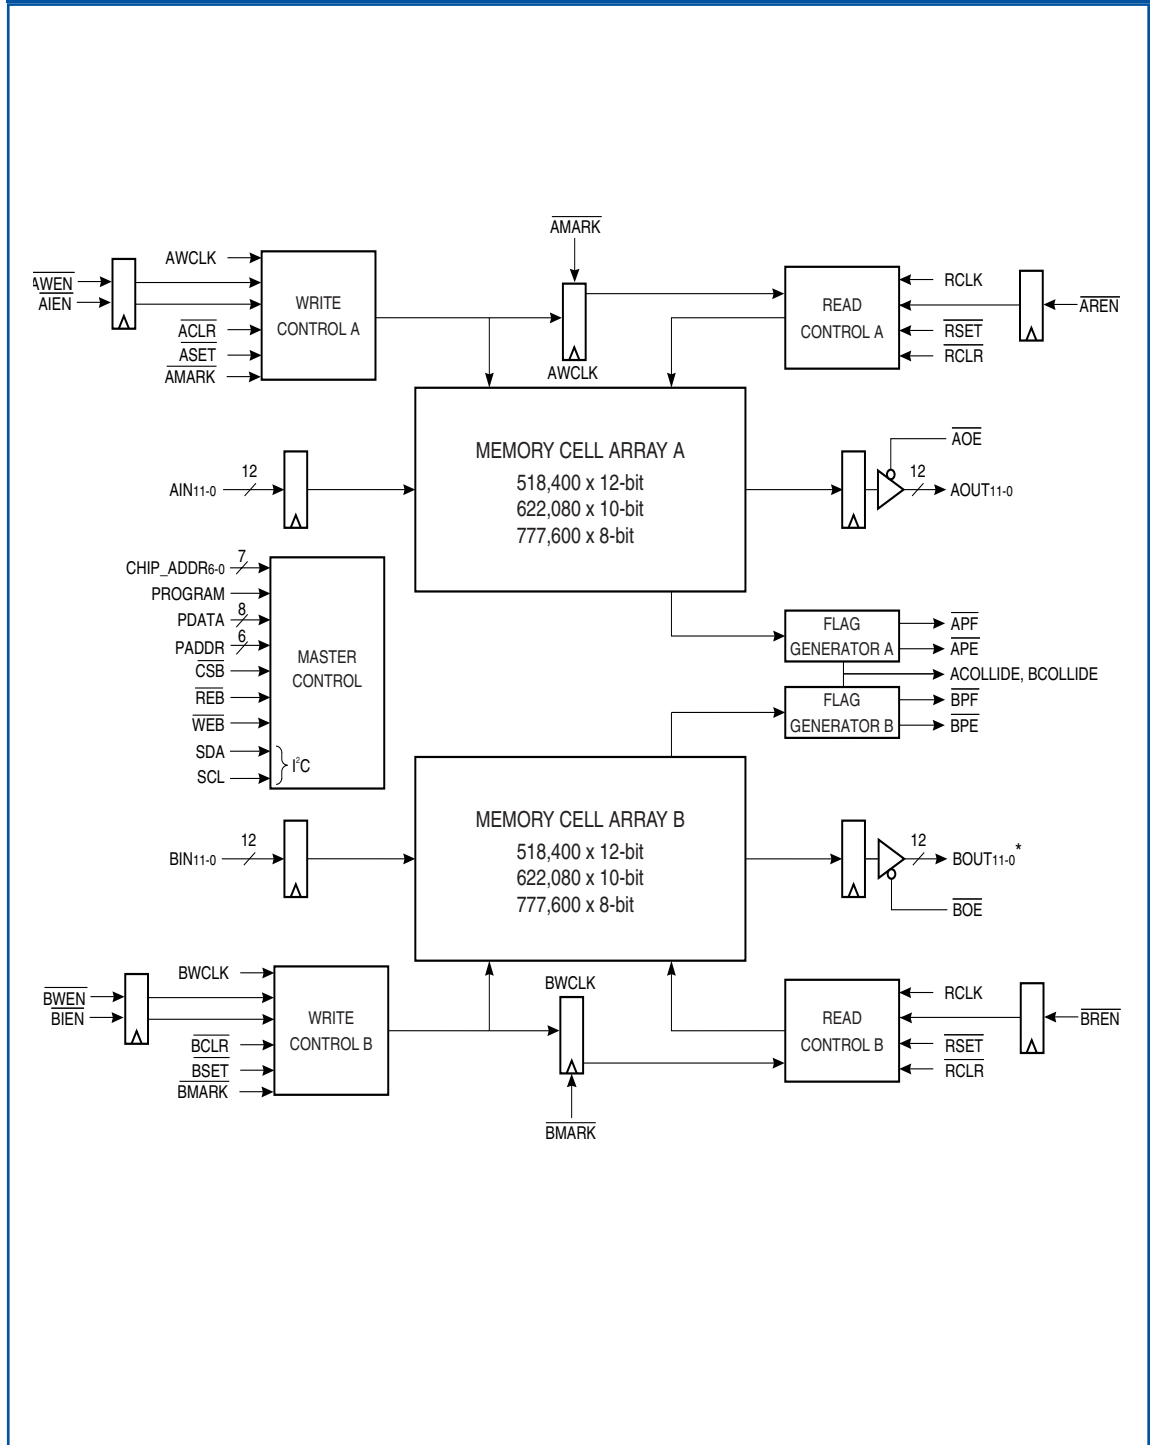 AMARK
AWCLK
AWEN
AIEN
ACLR
ASET
AMARK
WRITE
CONTROL A
AWCLK
READ
CONTROL A
RCLK
AREN
RSET
RCLR
MEMORY CELL ARRAY A
518,400 x 12-bit
622,080 x 10-bit
777,600 x 8-bit
AIN11-0
12
AOE
12
AOUT11-0
CHIP_ADDR6-0
7
PROGRAM
PDATA
8
PADDR
6
CSB
REB
WEB
SDA
SCL
I²C
MASTER
CONTROL
FLAG
GENERATOR A
APF
APE
ACOLLIDE, BCOLLIDE
FLAG
GENERATOR B
BPF
BPE
MEMORY CELL ARRAY B
518,400 x 12-bit
622,080 x 10-bit
777,600 x 8-bit
BIN11-0
12
12
BOUT11-0*
BOE
BWCLK
BWEN
BIEN
BCLR
BSET
BMARK
WRITE
CONTROL B
BWCLK
BMARK
READ
CONTROL B
RCLK
BREN
RSET
RCLR